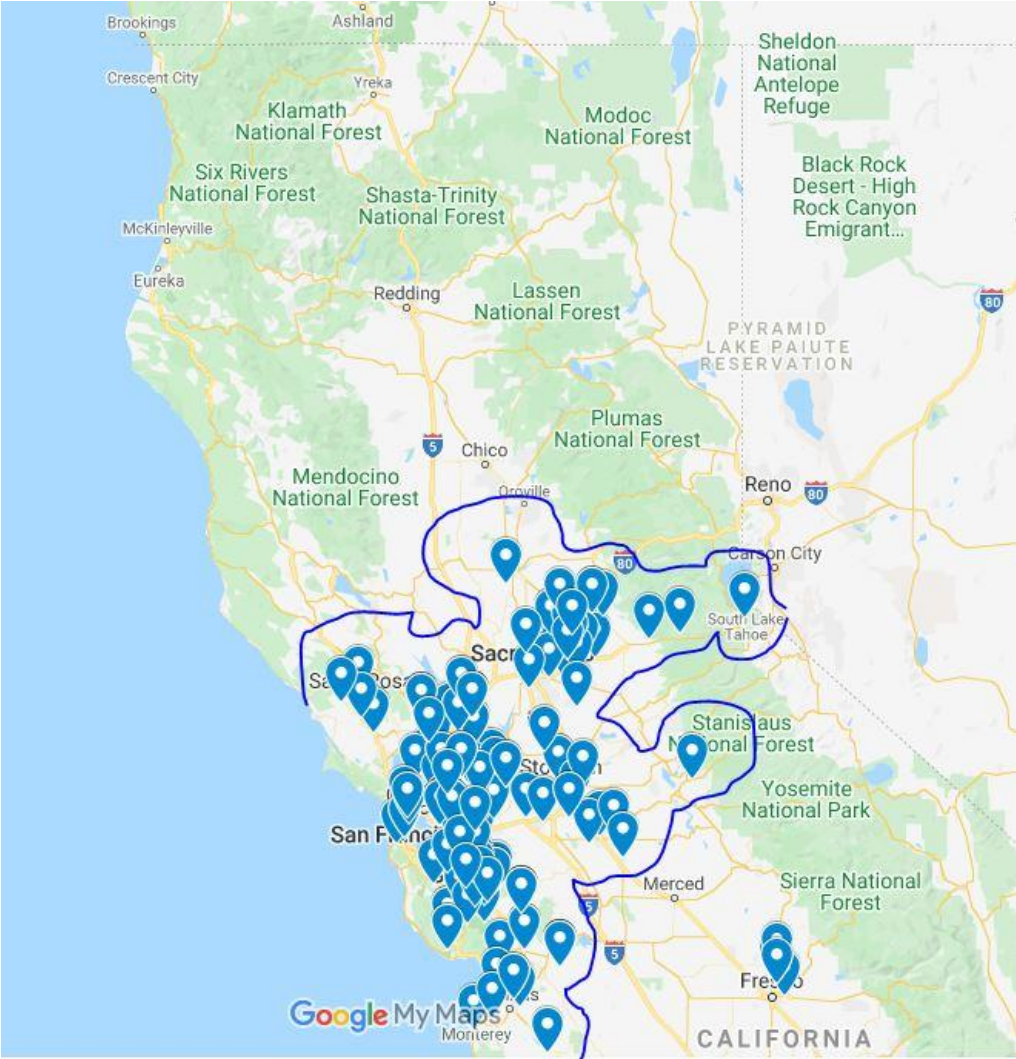 Brookings
Ashland
Crescent City
Yreka
Sheldon
National
Antelope
Refuge
Klamath
National Forest
Modoc
National Forest
Six Rivers
National Forest
Shasta-Trinity
National Forest
Black Rock
Desert - High
Rock Canyon
Emigrant...
McKinleyville
Eureka
Redding
Lassen
National Forest
80
PYRAMID
LAKE PAIUTE
RESERVATION
Plumas
National Forest
5
Chico
Mendocino
National Forest
Oroville
Reno
80
Carson City
80
South Lake
Tahoe
Stanislaus
National Forest
Yosemite
National Park
San Franci
Merced
Sierra National
Forest
5
5
Google My Maps
Monterey
CALIFORNIA